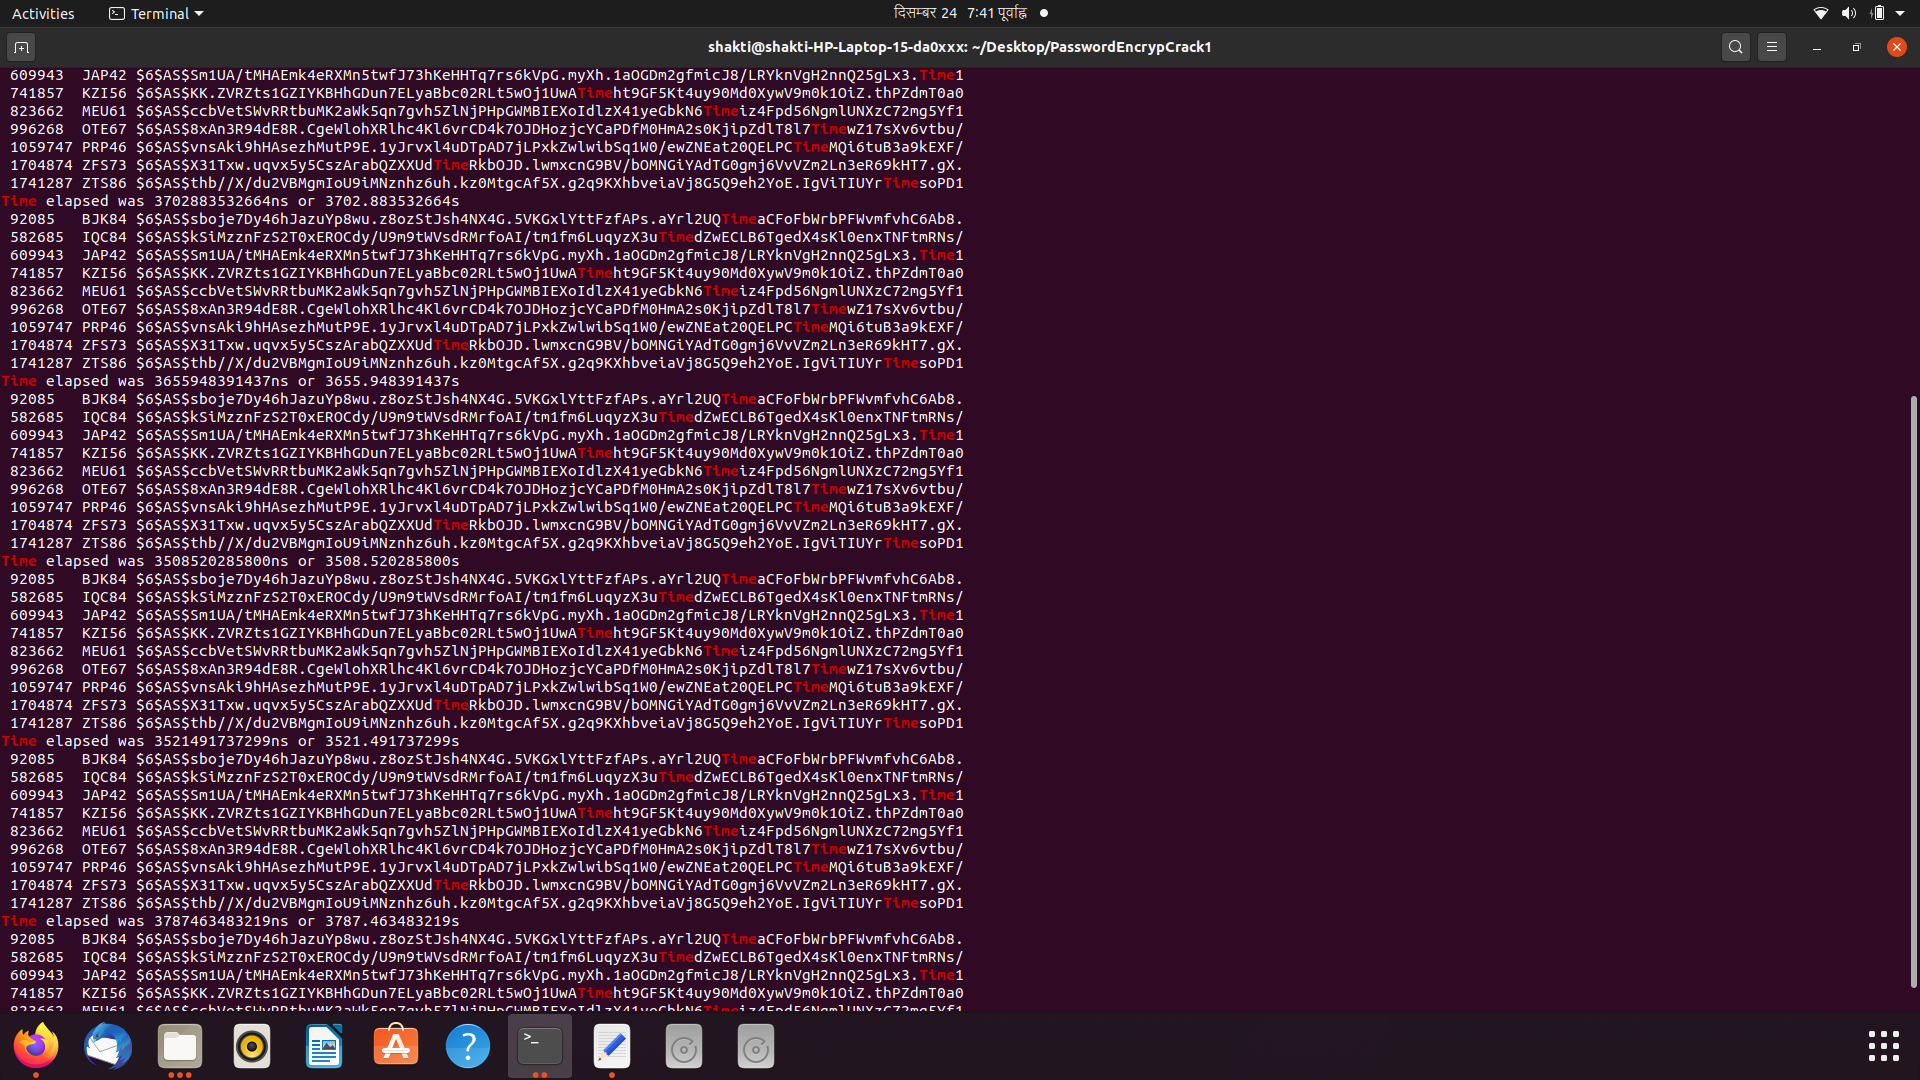 Activities Terminal दिसम्बर 24 7:41 पूर्वाह्न
shakti@shakti-HP-Laptop-15-da0xxx: ~/Desktop/PasswordEncrypCrack1
609943 JAP42 $6$AS$Sm1UA/tMHAEmk4eRXMn5twfJ73hKeHHTq7rs6kVpG.myXh.1aOGDm2gfmicJ8/LRYknVgH2nnQ25gLx3.Time1
741857 KZI56 $6$AS$KK.ZVRZts1GZIYKBHhGDun7ELyaBbc02RLt5wOj1UwATimeht9GF5Kt4uy90Md0XywV9m0k1OiZ.thPZdmT0a0
823662 MEU61 $6$AS$ccbVetSWvRRtbuMK2aWk5qn7gvh5ZlNjPHpGWMBIEXoIdlzX41yeGbkN6Timeiz4Fpd56NgmlUNXzC72mg5Yf1
996268 OTE67 $6$AS$8xAn3R94dE8R.CgeWlohXRlhc4Kl6vrCD4k7OJDHozjcYCaPDfM0HmA2s0KjipZdlT8l7TimewZ17sXv6vtbu/
1059747 PRP46 $6$AS$vnsAki9hHAsezhMutP9E.1yJrvxl4uDTpAD7jLPxkZwlwibSq1W0/ewZNEat20QELPCTimeMQi6tuB3a9kEXF/
1704874 ZFS73 $6$AS$X31Txw.uqvx5y5CszArabQZXXUdTimeRkbOJD.lwmxcnG9BV/bOMNGiYAdTG0gmj6VvVZm2Ln3eR69kHT7.gX.
1741287 ZTS86 $6$AS$thb//X/du2VBMgmIoU9iMNznhz6uh.kz0MtgcAf5X.g2q9KXhbveiaVj8G5Q9eh2YoE.IgViTIUYrTimesoPD1
Time elapsed was 3702883532664ns or 3702.883532664s
92085 BJK84 $6$AS$sboje7Dy46hJazuYp8wu.z8ozStJsh4NX4G.5VKGxlYttFzfAPs.aYrl2UQTimeaCFoFbWrbPFWvmfvhC6Ab8.
582685 IQC84 $6$AS$kSiMzznFzS2T0xEROCdy/U9m9tWVsdRMrfoAI/tm1fm6LuqyzX3uTimedZwECLB6TgedX4sKl0enxTNFtmRNs/
609943 JAP42 $6$AS$Sm1UA/tMHAEmk4eRXMn5twfJ73hKeHHTq7rs6kVpG.myXh.1aOGDm2gfmicJ8/LRYknVgH2nnQ25gLx3.Time1
741857 KZI56 $6$AS$KK.ZVRZts1GZIYKBHhGDun7ELyaBbc02RLt5wOj1UwATimeht9GF5Kt4uy90Md0XywV9m0k1OiZ.thPZdmT0a0
823662 MEU61 $6$AS$ccbVetSWvRRtbuMK2aWk5qn7gvh5ZlNjPHpGWMBIEXoIdlzX41yeGbkN6Timeiz4Fpd56NgmlUNXzC72mg5Yf1
996268 OTE67 $6$AS$8xAn3R94dE8R.CgeWlohXRlhc4Kl6vrCD4k7OJDHozjcYCaPDfM0HmA2s0KjipZdlT8l7TimewZ17sXv6vtbu/
1059747 PRP46 $6$AS$vnsAki9hHAsezhMutP9E.1yJrvxl4uDTpAD7jLPxkZwlwibSq1W0/ewZNEat20QELPCTimeMQi6tuB3a9kEXF/
1704874 ZFS73 $6$AS$X31Txw.uqvx5y5CszArabQZXXUdTimeRkbOJD.lwmxcnG9BV/bOMNGiYAdTG0gmj6VvVZm2Ln3eR69kHT7.gX.
1741287 ZTS86 $6$AS$thb//X/du2VBMgmIoU9iMNznhz6uh.kz0MtgcAf5X.g2q9KXhbveiaVj8G5Q9eh2YoE.IgViTIUYrTimesoPD1
Time elapsed was 3655948391437ns or 3655.948391437s
92085 BJK84 $6$AS$sboje7Dy46hJazuYp8wu.z8ozStJsh4NX4G.5VKGxlYttFzfAPs.aYrl2UQTimeaCFoFbWrbPFWvmfvhC6Ab8.
582685 IQC84 $6$AS$kSiMzznFzS2T0xEROCdy/U9m9tWVsdRMrfoAI/tm1fm6LuqyzX3uTimedZwECLB6TgedX4sKl0enxTNFtmRNs/
609943 JAP42 $6$AS$Sm1UA/tMHAEmk4eRXMn5twfJ73hKeHHTq7rs6kVpG.myXh.1aOGDm2gfmicJ8/LRYknVgH2nnQ25gLx3.Time1
741857 KZI56 $6$AS$KK.ZVRZts1GZIYKBHhGDun7ELyaBbc02RLt5wOj1UwATimeht9GF5Kt4uy90Md0XywV9m0k1OiZ.thPZdmT0a0
823662 MEU61 $6$AS$ccbVetSWvRRtbuMK2aWk5qn7gvh5ZlNjPHpGWMBIEXoIdlzX41yeGbkN6Timeiz4Fpd56NgmlUNXzC72mg5Yf1
996268 OTE67 $6$AS$8xAn3R94dE8R.CgeWlohXRlhc4Kl6vrCD4k7OJDHozjcYCaPDfM0HmA2s0KjipZdlT8l7TimewZ17sXv6vtbu/
1059747 PRP46 $6$AS$vnsAki9hHAsezhMutP9E.1yJrvxl4uDTpAD7jLPxkZwlwibSq1W0/ewZNEat20QELPCTimeMQi6tuB3a9kEXF/
1704874 ZFS73 $6$AS$X31Txw.uqvx5y5CszArabQZXXUdTimeRkbOJD.lwmxcnG9BV/bOMNGiYAdTG0gmj6VvVZm2Ln3eR69kHT7.gX.
1741287 ZTS86 $6$AS$thb//X/du2VBMgmIoU9iMNznhz6uh.kz0MtgcAf5X.g2q9KXhbveiaVj8G5Q9eh2YoE.IgViTIUYrTimesoPD1
Time elapsed was 3508520285800ns or 3508.520285800s
92085 BJK84 $6$AS$sboje7Dy46hJazuYp8wu.z8ozStJsh4NX4G.5VKGxlYttFzfAPs.aYrl2UQTimeaCFoFbWrbPFWvmfvhC6Ab8.
582685 IQC84 $6$AS$kSiMzznFzS2T0xEROCdy/U9m9tWVsdRMrfoAI/tm1fm6LuqyzX3uTimedZwECLB6TgedX4sKl0enxTNFtmRNs/
609943 JAP42 $6$AS$Sm1UA/tMHAEmk4eRXMn5twfJ73hKeHHTq7rs6kVpG.myXh.1aOGDm2gfmicJ8/LRYknVgH2nnQ25gLx3.Time1
741857 KZI56 $6$AS$KK.ZVRZts1GZIYKBHhGDun7ELyaBbc02RLt5wOj1UwATimeht9GF5Kt4uy90Md0XywV9m0k1OiZ.thPZdmT0a0
823662 MEU61 $6$AS$ccbVetSWvRRtbuMK2aWk5qn7gvh5ZlNjPHpGWMBIEXoIdlzX41yeGbkN6Timeiz4Fpd56NgmlUNXzC72mg5Yf1
996268 OTE67 $6$AS$8xAn3R94dE8R.CgeWlohXRlhc4Kl6vrCD4k7OJDHozjcYCaPDfM0HmA2s0KjipZdlT8l7TimewZ17sXv6vtbu/
1059747 PRP46 $6$AS$vnsAki9hHAsezhMutP9E.1yJrvxl4uDTpAD7jLPxkZwlwibSq1W0/ewZNEat20QELPCTimeMQi6tuB3a9kEXF/
1704874 ZFS73 $6$AS$X31Txw.uqvx5y5CszArabQZXXUdTimeRkbOJD.lwmxcnG9BV/bOMNGiYAdTG0gmj6VvVZm2Ln3eR69kHT7.gX.
1741287 ZTS86 $6$AS$thb//X/du2VBMgmIoU9iMNznhz6uh.kz0MtgcAf5X.g2q9KXhbveiaVj8G5Q9eh2YoE.IgViTIUYrTimesoPD1
Time elapsed was 3521491737299ns or 3521.491737299s
92085 BJK84 $6$AS$sboje7Dy46hJazuYp8wu.z8ozStJsh4NX4G.5VKGxlYttFzfAPs.aYrl2UQTimeaCFoFbWrbPFWvmfvhC6Ab8.
582685 IQC84 $6$AS$kSiMzznFzS2T0xEROCdy/U9m9tWVsdRMrfoAI/tm1fm6LuqyzX3uTimedZwECLB6TgedX4sKl0enxTNFtmRNs/
609943 JAP42 $6$AS$Sm1UA/tMHAEmk4eRXMn5twfJ73hKeHHTq7rs6kVpG.myXh.1aOGDm2gfmicJ8/LRYknVgH2nnQ25gLx3.Time1
741857 KZI56 $6$AS$KK.ZVRZts1GZIYKBHhGDun7ELyaBbc02RLt5wOj1UwATimeht9GF5Kt4uy90Md0XywV9m0k1OiZ.thPZdmT0a0
823662 MEU61 $6$AS$ccbVetSWvRRtbuMK2aWk5qn7gvh5ZlNjPHpGWMBIEXoIdlzX41yeGbkN6Timeiz4Fpd56NgmlUNXzC72mg5Yf1
996268 OTE67 $6$AS$8xAn3R94dE8R.CgeWlohXRlhc4Kl6vrCD4k7OJDHozjcYCaPDfM0HmA2s0KjipZdlT8l7TimewZ17sXv6vtbu/
1059747 PRP46 $6$AS$vnsAki9hHAsezhMutP9E.1yJrvxl4uDTpAD7jLPxkZwlwibSq1W0/ewZNEat20QELPCTimeMQi6tuB3a9kEXF/
1704874 ZFS73 $6$AS$X31Txw.uqvx5y5CszArabQZXXUdTimeRkbOJD.lwmxcnG9BV/bOMNGiYAdTG0gmj6VvVZm2Ln3eR69kHT7.gX.
1741287 ZTS86 $6$AS$thb//X/du2VBMgmIoU9iMNznhz6uh.kz0MtgcAf5X.g2q9KXhbveiaVj8G5Q9eh2YoE.IgViTIUYrTimesoPD1
Time elapsed was 3787463483219ns or 3787.463483219s
92085 BJK84 $6$AS$sboje7Dy46hJazuYp8wu.z8ozStJsh4NX4G.5VKGxlYttFzfAPs.aYrl2UQTimeaCFoFbWrbPFWvmfvhC6Ab8.
582685 IQC84 $6$AS$kSiMzznFzS2T0xEROCdy/U9m9tWVsdRMrfoAI/tm1fm6LuqyzX3uTimedZwECLB6TgedX4sKl0enxTNFtmRNs/
609943 JAP42 $6$AS$Sm1UA/tMHAEmk4eRXMn5twfJ73hKeHHTq7rs6kVpG.myXh.1aOGDm2gfmicJ8/LRYknVgH2nnQ25gLx3.Time1
741857 KZI56 $6$AS$KK.ZVRZts1GZIYKBHhGDun7ELyaBbc02RLt5wOj1UwATimeht9GF5Kt4uy90Md0XywV9m0k1OiZ.thPZdmT0a0